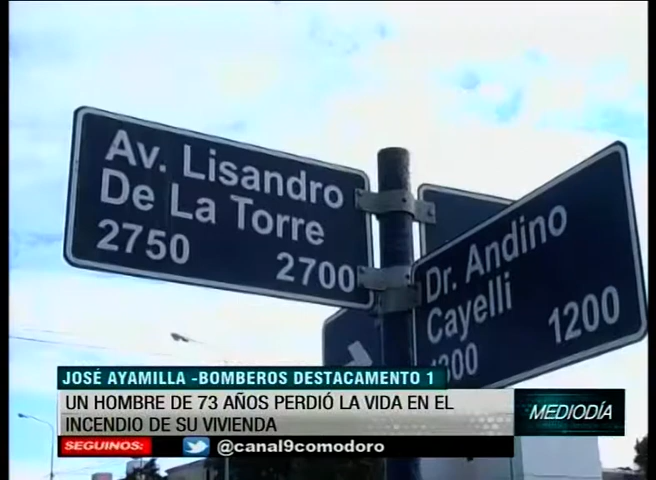 Av. Lisandro
De La Torre
2750 2700
Dr. Andino
Cayelli
1300 1200
JOSÉ AYAMILLA -BOMBEROS DESTACAMENTO 1
UN HOMBRE DE 73 AÑOS PERDIÓ LA VIDA EN EL
INCENDIO DE SU VIVIENDA
MEDIODÍA
SEGUINOS: @canal9comodoro